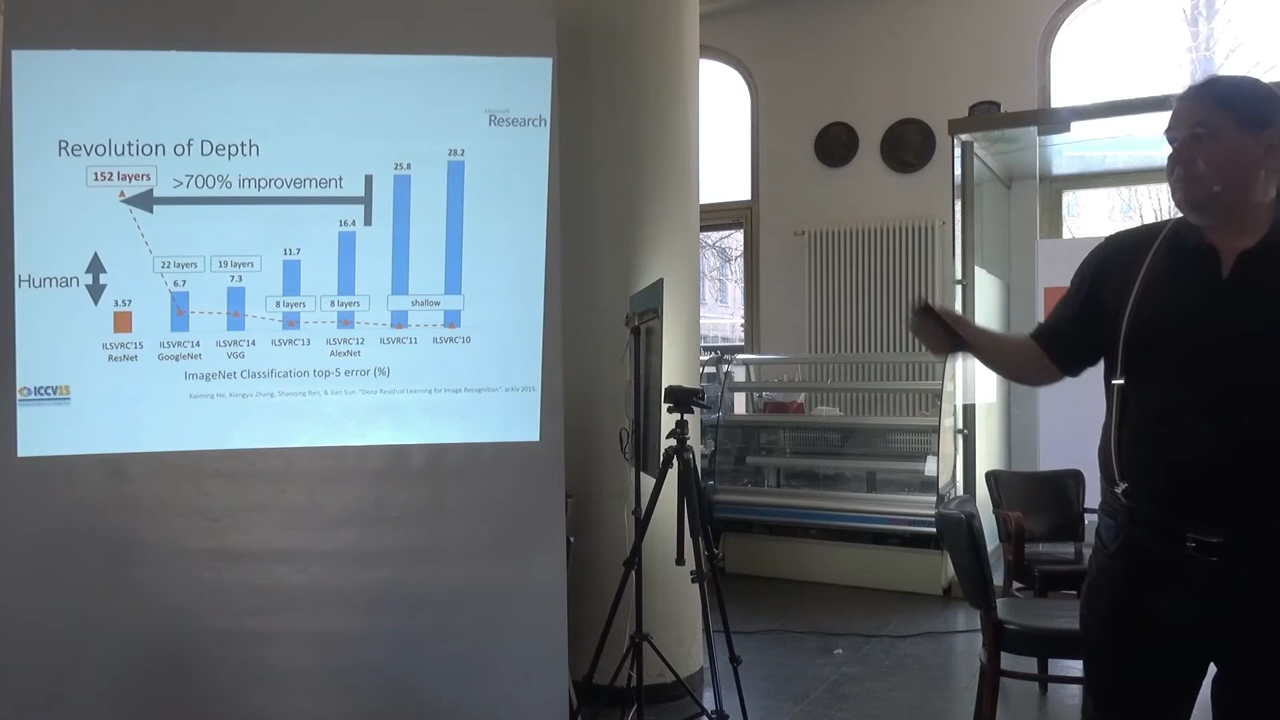 Microsoft
Research
Revolution of Depth
152 layers
>700% improvement
28.2
25.8
16.4
11.7
22 layers
19 layers
6.7
7.3
Human
8 layers
8 layers
shallow
3.57
ILSVRC'15
ResNet
ILSVRC'14
GoogleNet
ILSVRC'14
VGG
ILSVRC'13
ILSVRC'12
AlexNet
ILSVRC'11
ILSVRC'10
ImageNet Classification top-5 error (%)
ICCV15
Kaiming He, Xiangyu Zhang, Shaoqing Ren, & Jian Sun. "Deep Residual Learning for Image Recognition". arXiv 2015.